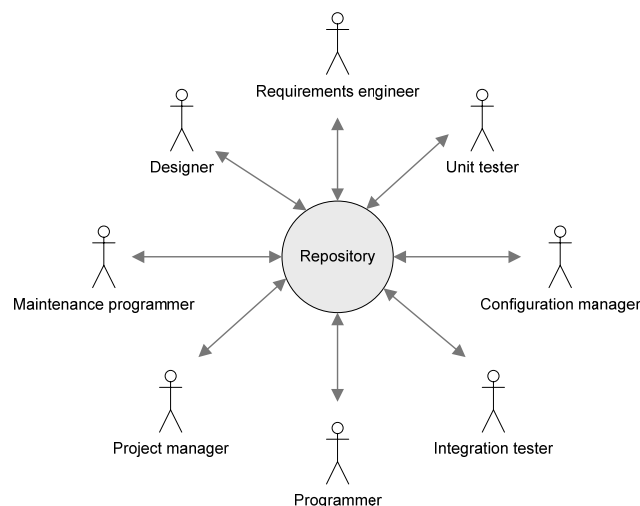 Requirements engineer
Designer
Unit tester
Repository
Maintenance programmer
Configuration manager
Project manager
Integration tester
Programmer